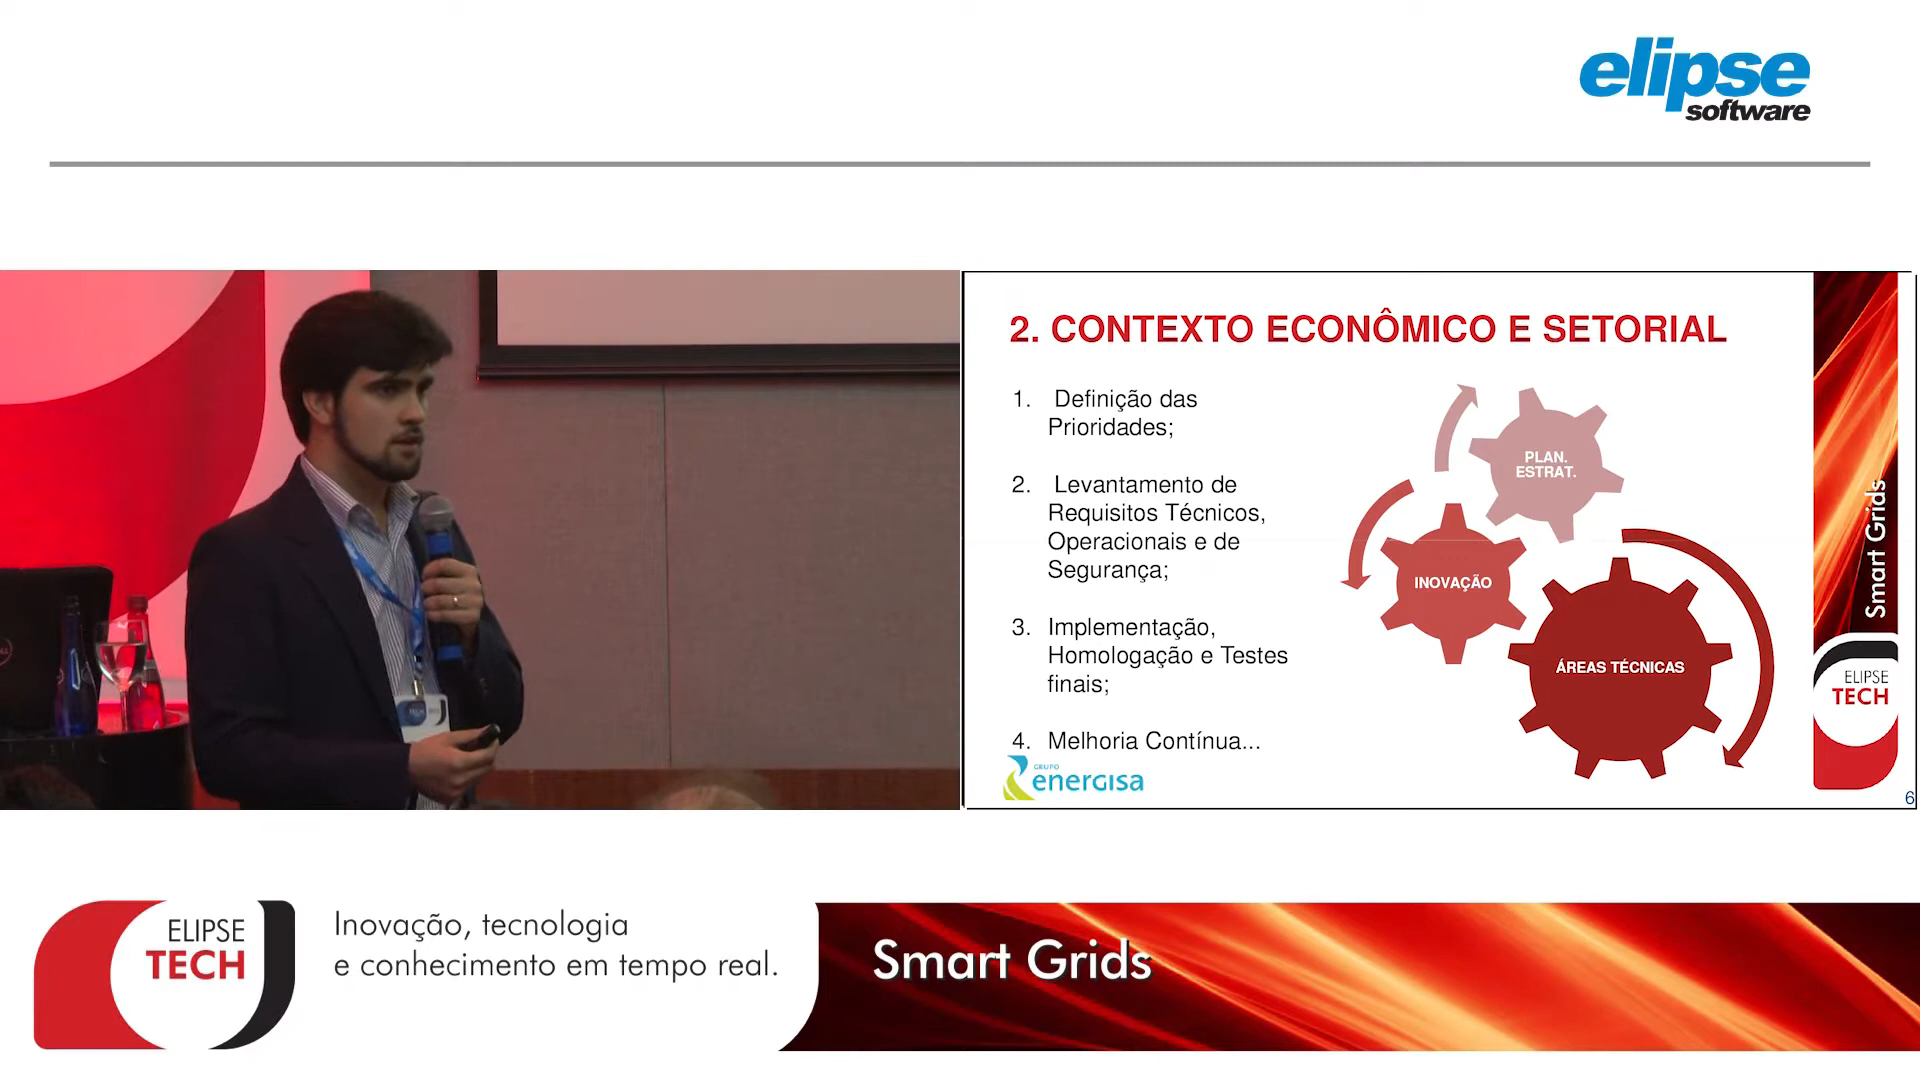 elipse
software
2. CONTEXTO ECONÔMICO E SETORIAL
1. Definição das
Prioridades;
2. Levantamento de
Requisitos Técnicos,
Operacionais e de
Segurança;
3. Implementação,
Homologação e Testes
finais;
4. Melhoria Contínua...
PLAN.
ESTRAT.
INOVAÇÃO
ÁREAS TÉCNICAS
GRUPO
energisa
Smart Grids
ELIPSE
TECH
6
ELIPSE
TECH
Inovação, tecnologia
e conhecimento em tempo real.
Smart Grids